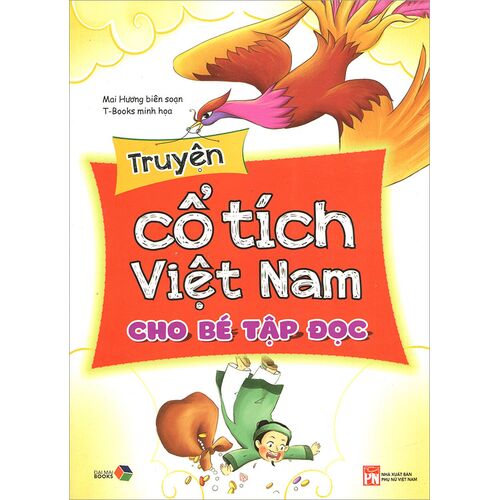 Mai Hương biên soạn
T-Books minh họa
Truyện
cổ tích
Việt Nam
CHO BÉ TẬP ĐỌC
ĐẠI MAI
BOOKS
PN
NHÀ XUẤT BẢN
PHỤ NỮ VIỆT NAM